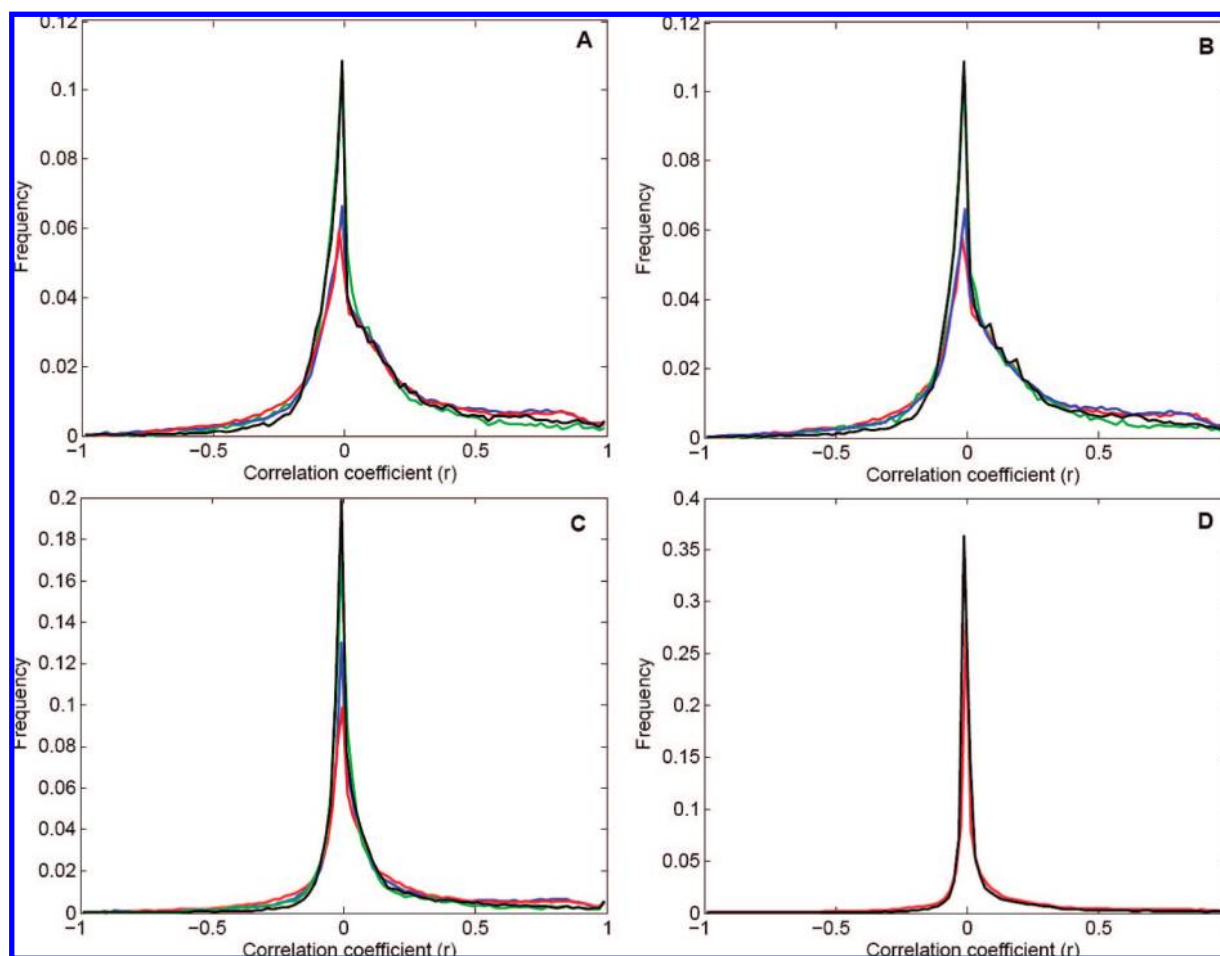 0.12 A
0.1
0.08
0.06
0.04
0.02
0
−1 −0.5 0 0.5 1
Frequency
Correlation coefficient (r)
0.12 B
0.1
0.08
0.06
0.04
0.02
0
−1 −0.5 0 0.5
Frequency
Correlation coefficient (r)
0.2 C
0.18
0.16
0.14
0.12
0.1
0.08
0.06
0.04
0.02
0
−1 −0.5 0 0.5 1
Frequency
Correlation coefficient (r)
0.4 D
0.35
0.3
0.25
0.2
0.15
0.1
0.05
0
−1 −0.5 0 0.5
Frequency
Correlation coefficient (r)